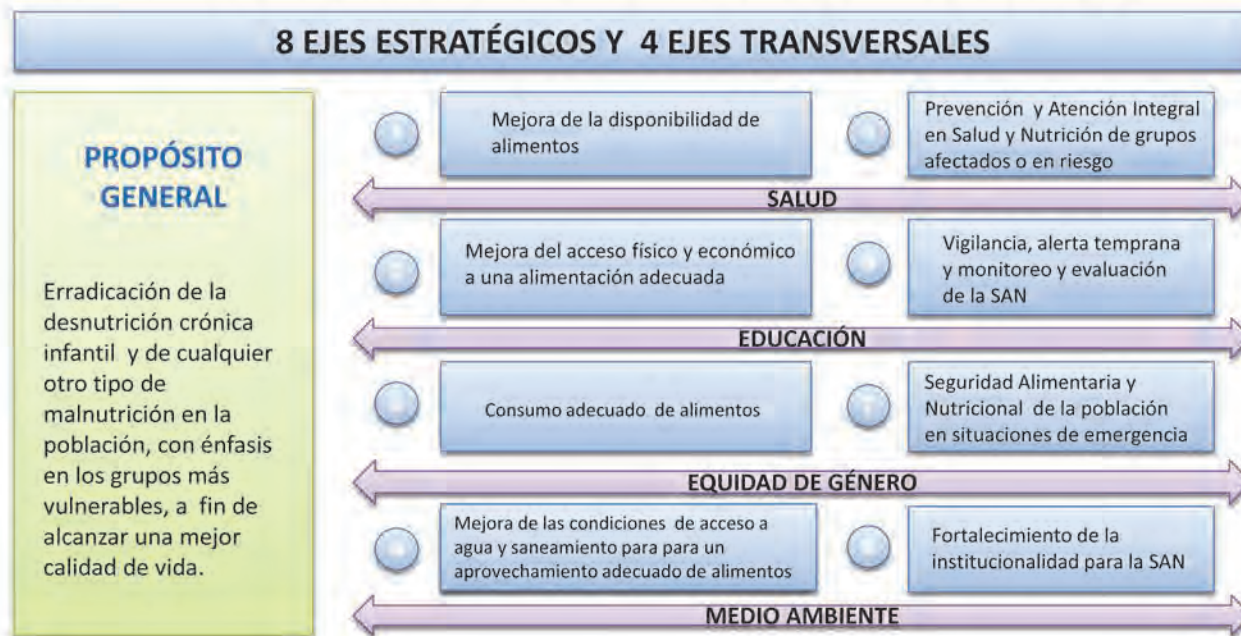 8 EJES ESTRATÉGICOS Y 4 EJES TRANSVERSALES
PROPÓSITO
GENERAL
Erradicación de la
desnutrición crónica
infantil y de cualquier
otro tipo de
malnutrición en la
población, con énfasis
en los grupos más
vulnerables, a fin de
alcanzar una mejor
calidad de vida.
Mejora de la disponibilidad de
alimentos
Prevención y Atención Integral
en Salud y Nutrición de grupos
afectados o en riesgo
SALUD
Mejora del acceso físico y económico
a una alimentación adecuada
Vigilancia, alerta temprana
y monitoreo y evaluación
de la SAN
EDUCACIÓN
Consumo adecuado de alimentos
Seguridad Alimentaria y
Nutricional de la población
en situaciones de emergencia
EQUIDAD DE GÉNERO
Mejora de las condiciones de acceso a
agua y saneamiento para para un
aprovechamiento adecuado de alimentos
Fortalecimiento de la
institucionalidad para la SAN
MEDIO AMBIENTE